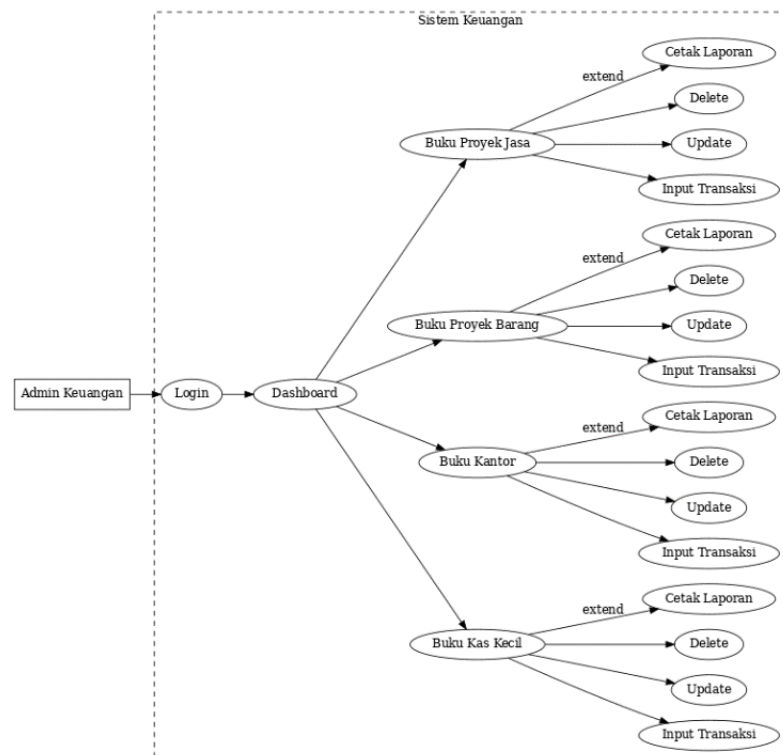 Sistem Keuangan
Cetak Laporan
extend
Delete
Buku Proyek Jasa
Update
Input Transaksi
Cetak Laporan
extend
Delete
Buku Proyek Barang
Update
Input Transaksi
Admin Keuangan
Login
Dashboard
Cetak Laporan
extend
Delete
Buku Kantor
Update
Input Transaksi
Cetak Laporan
extend
Delete
Buku Kas Kecil
Update
Input Transaksi